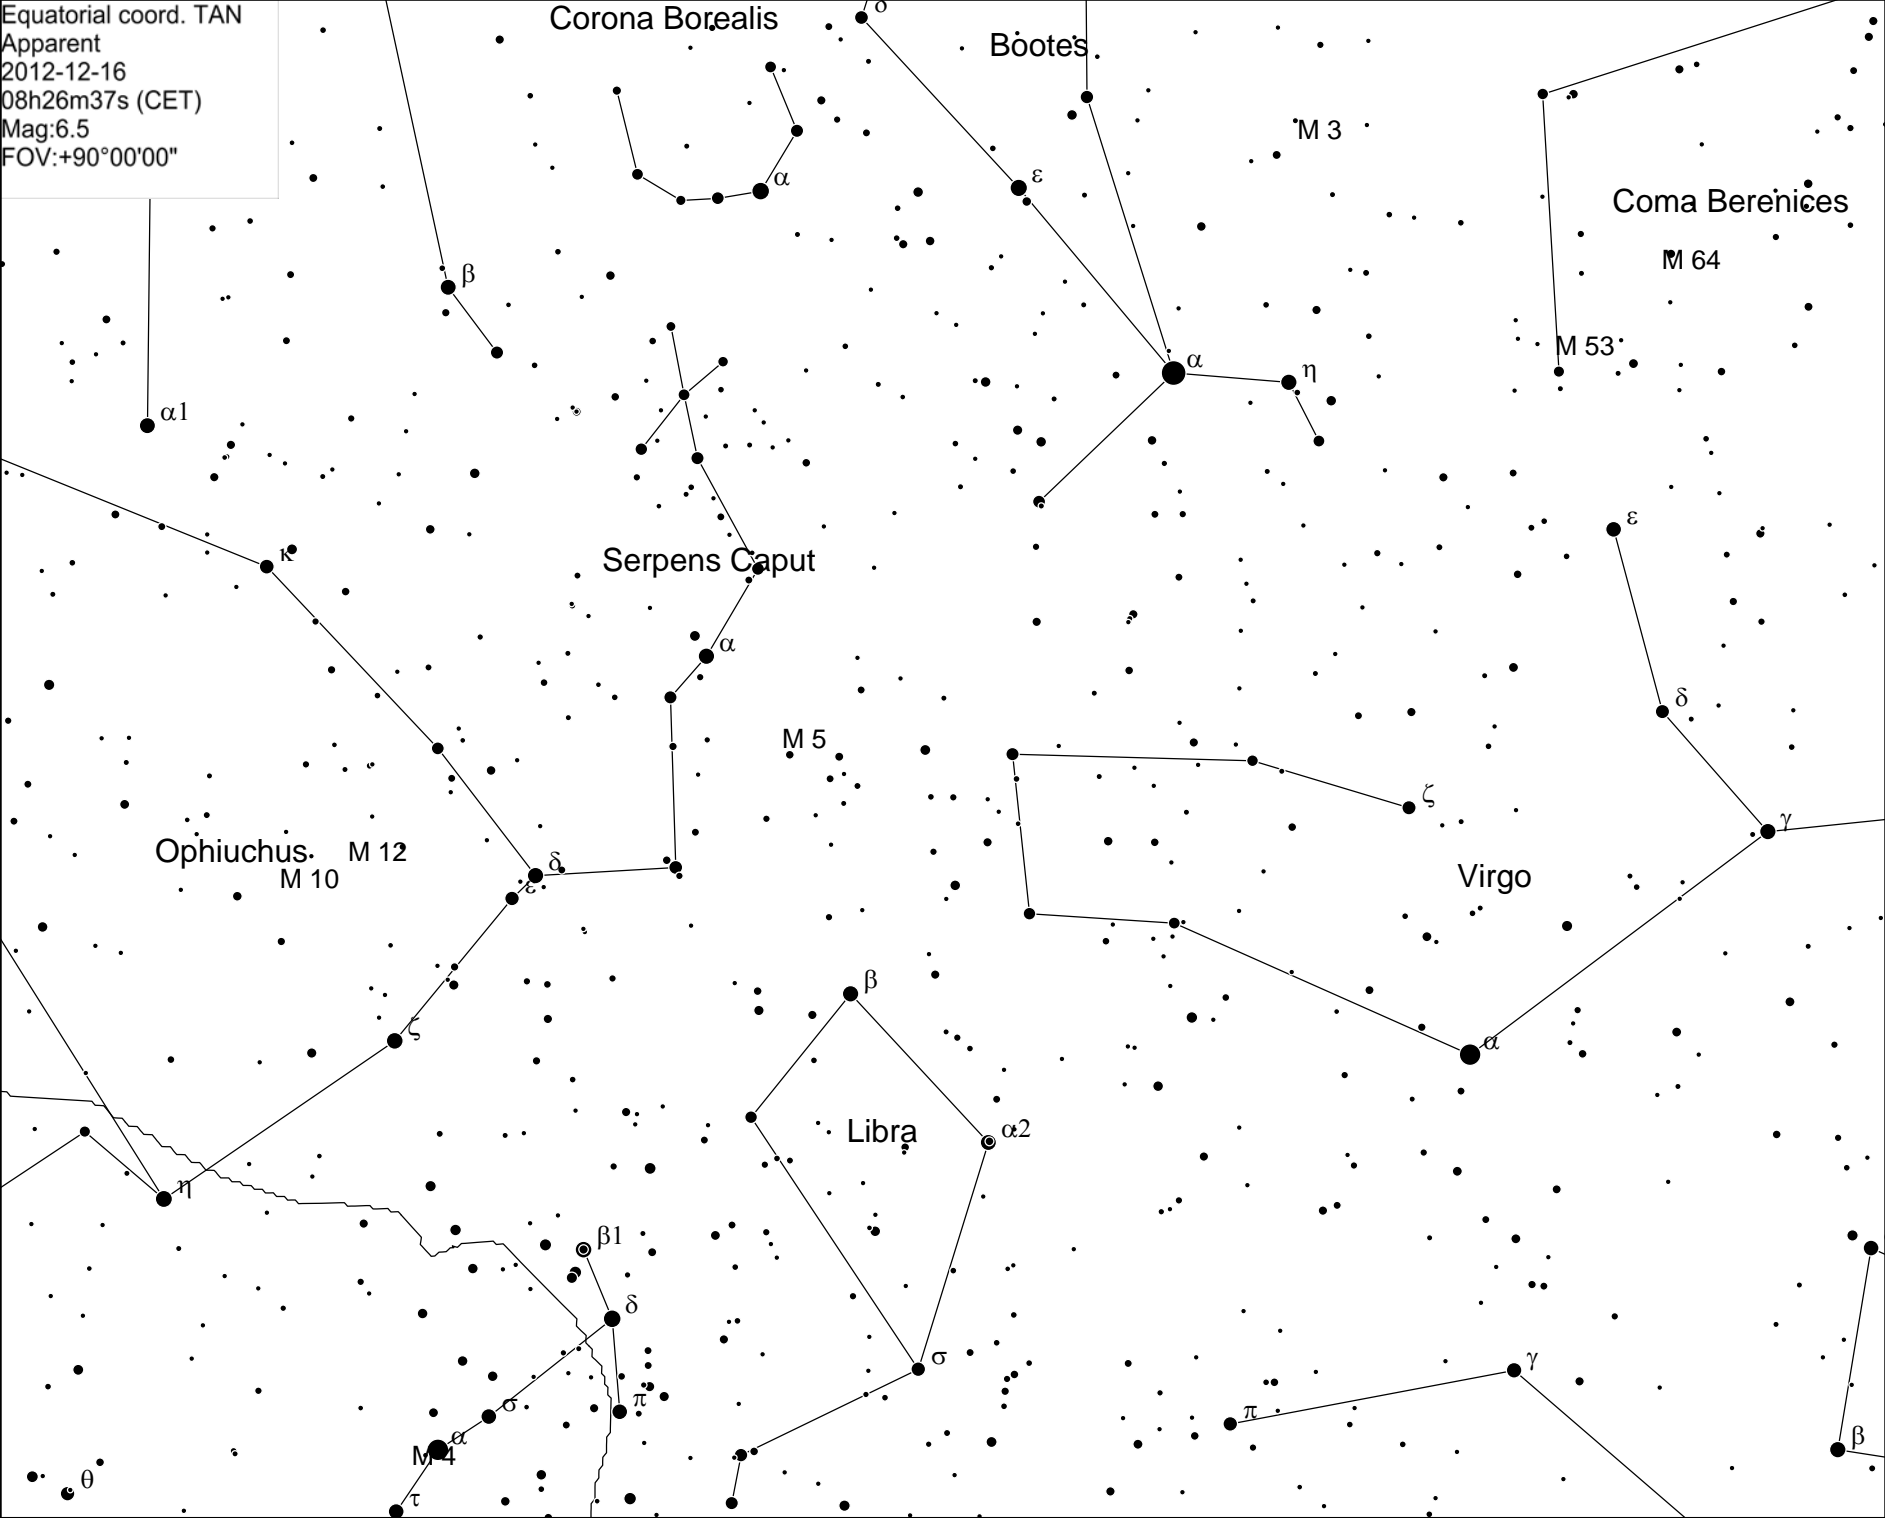 Equatorial coord. TAN
Apparent
2012-12-16
08h26m37s (CET)
Mag:6.5
FOV:+90°00'00"
Corona Borealis
Bootes
M 3
α
ε
Coma Berenices
M 64
β
M 53
α
η
α1
ε
κ
Serpens Caput
α
δ
M 5
ζ
γ
Ophiuchus
M 12
M 10
δ
ε
Virgo
β
ζ
α
Libra
α2
η
β1
δ
σ
γ
π
σ
π
α
M 4
β
θ
τ